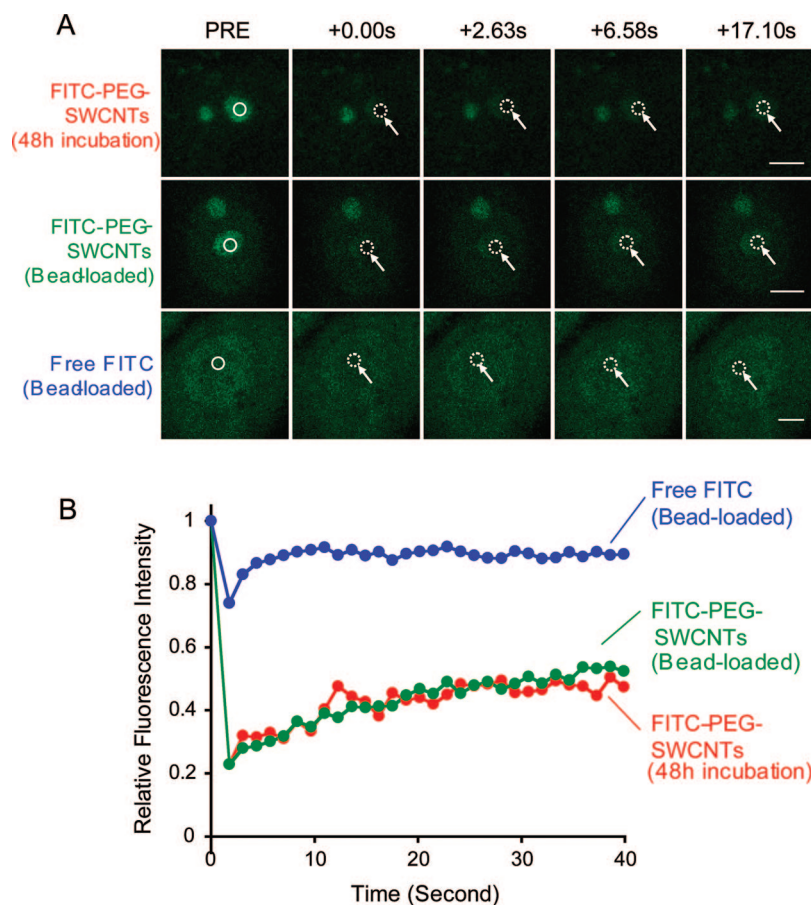 A
PRE
+0.00s
+2.63s
+6.58s
+17.10s
FITC-PEG-
SWCNTs
(48h incubation)
FITC-PEG-
SWCNTs
(Bead-loaded)
Free FITC
(Bead-loaded)
B
Relative Fluorescence Intensity
1
0.8
0.6
0.4
0.2
0
0
10
20
30
40
Time (Second)
Free FITC
(Bead-loaded)
FITC-PEG-
SWCNTs
(Bead-loaded)
FITC-PEG-
SWCNTs
(48h incubation)